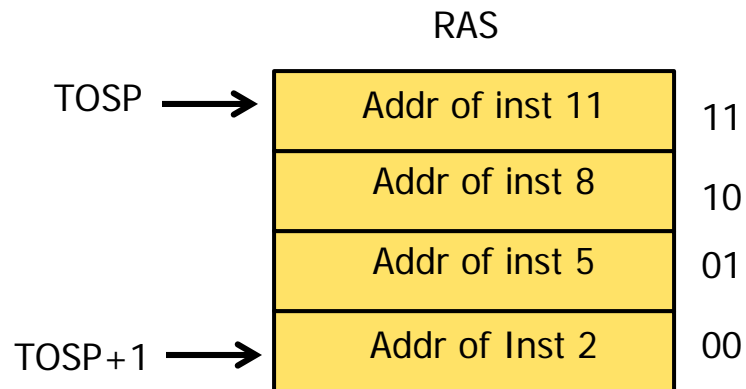 RAS
TOSP
Addr of inst 11
11
Addr of inst 8
10
Addr of inst 5
01
TOSP+1
Addr of Inst 2
00